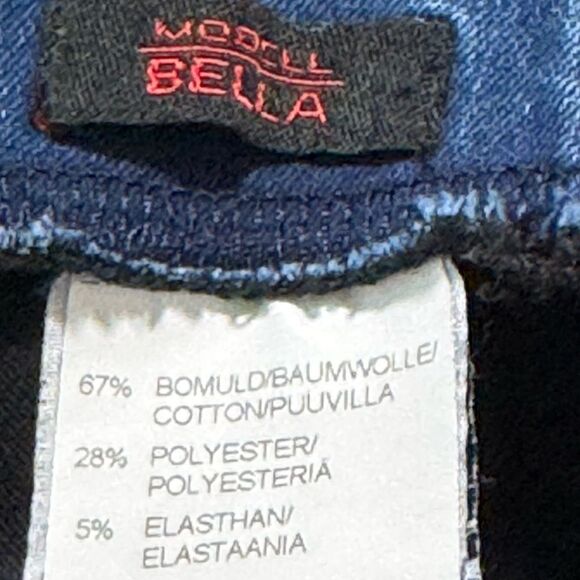 MODELL
BELLA
67% BOMULD/BAUMWOLLE/
COTTON/PUUVILLA
28% POLYESTER/
POLYESTERIÄ
5% ELASTHAN/
ELASTAANIA